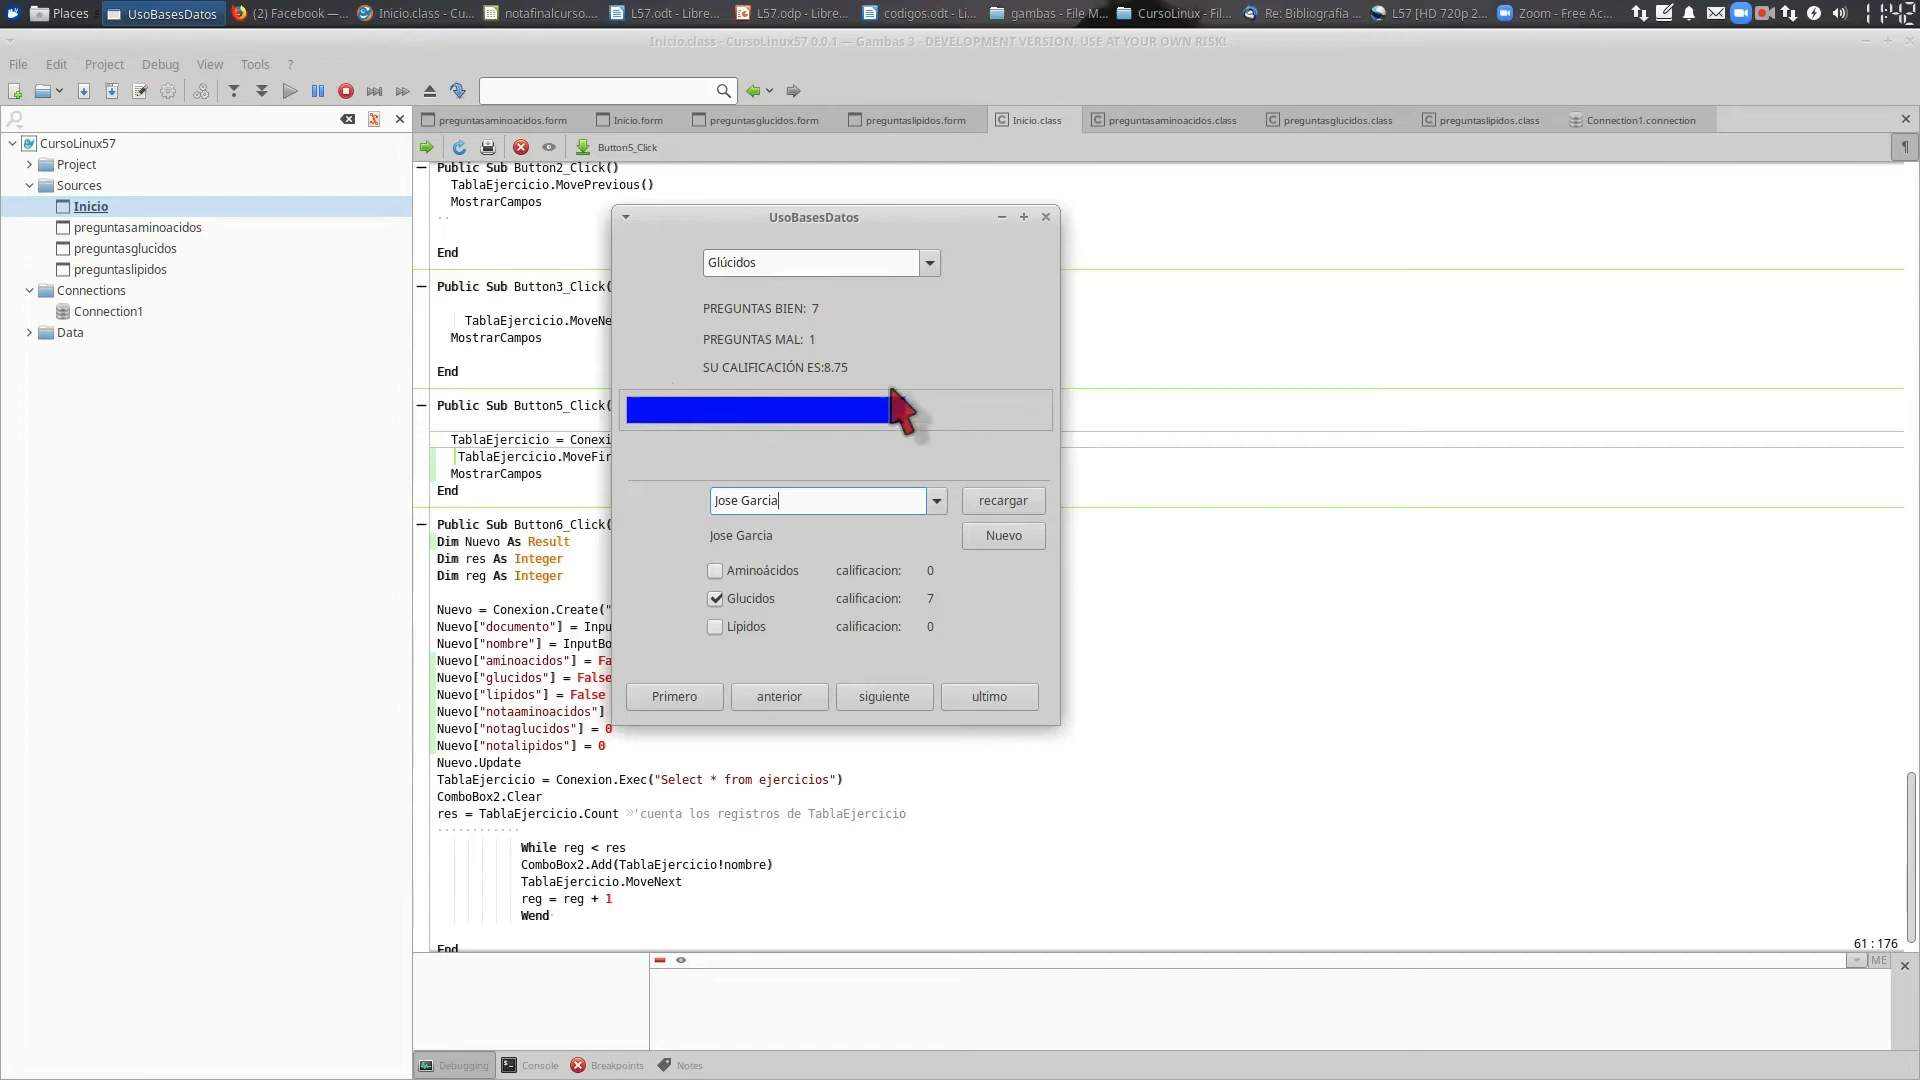 Places
UsoBasesDatos
(2) Facebook —...
Inicio.class - Cu...
notafinalcurso....
L57.odt - Libre...
L57.odp - Libre...
codigos.odt - Li...
gambas - File M...
CursoLinux - Fil...
Re: Bibliografía ...
L57 [HD 720p 2...
Zoom - Free Ac...
11:42
Inicio.class - CursoLinux57 0.0.1 — Gambas 3 - DEVELOPMENT VERSION, USE AT YOUR OWN RISK!
File Edit Project Debug View Tools ?
preguntasaminoacidos.form
Inicio.form
preguntasglucidos.form
preguntaslipidos.form
Inicio.class
preguntasaminoacidos.class
preguntasglucidos.class
preguntaslipidos.class
Connection1.connection
Button5_Click
CursoLinux57
Project
Sources
Inicio
preguntasaminoacidos
preguntasglucidos
preguntaslipidos
Connections
Connection1
Data
Public Sub Button2_Click()
TablaEjercicio.MovePrevious()
MostrarCampos
End
Public Sub Button3_Click(
TablaEjercicio.MoveNe
MostrarCampos
End
Public Sub Button5_Click(
TablaEjercicio = Conexi
TablaEjercicio.MoveFir
MostrarCampos
End
Public Sub Button6_Click(
Dim Nuevo As Result
Dim res As Integer
Dim reg As Integer
Nuevo = Conexion.Create("
Nuevo["documento"] = Inpu
Nuevo["nombre"] = InputBo
Nuevo["aminoacidos"] = Fa
Nuevo["glucidos"] = False
Nuevo["lipidos"] = False
Nuevo["notaaminoacidos"]
Nuevo["notaglucidos"] = 0
Nuevo["notalipidos"] = 0
Nuevo.Update
TablaEjercicio = Conexion.Exec("Select * from ejercicios")
ComboBox2.Clear
res = TablaEjercicio.Count 'cuenta los registros de TablaEjercicio
While reg < res
ComboBox2.Add(TablaEjercicio!nombre)
TablaEjercicio.MoveNext
reg = reg + 1
Wend
End
UsoBasesDatos
Glúcidos
PREGUNTAS BIEN: 7
PREGUNTAS MAL: 1
SU CALIFICACIÓN ES:8.75
Jose Garcia
recargar
Jose Garcia
Nuevo
Aminoácidos calificacion: 0
Glucidos calificacion: 7
Lípidos calificacion: 0
Primero anterior siguiente ultimo
61 : 176
ME
Debugging Console Breakpoints Notes